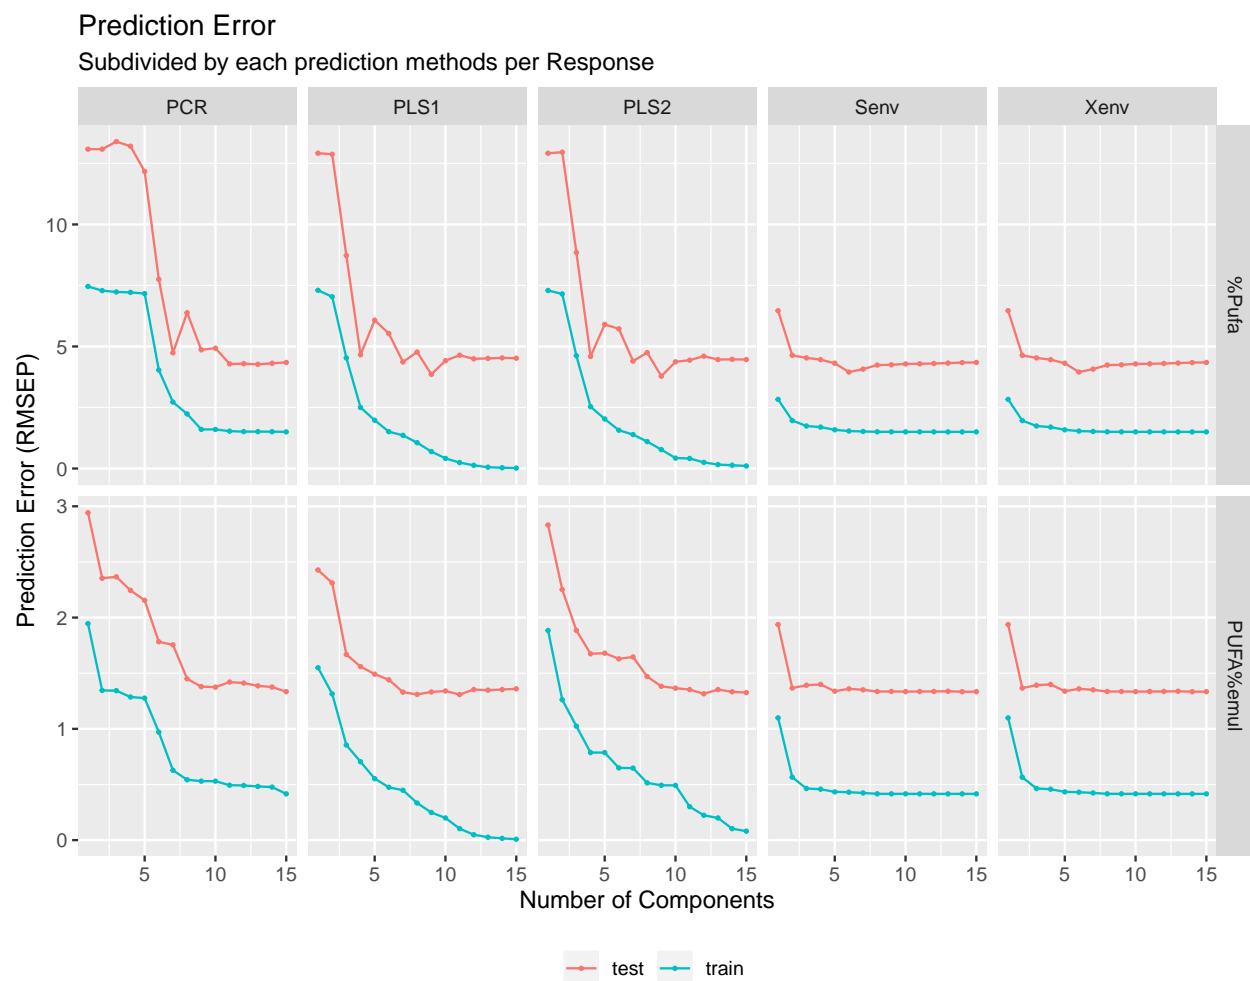 Prediction Error
Subdivided by each prediction methods per Response
PCR PLS1 PLS2 Senv Xenv
10
5
0
%Pufa
3
2
1
0
PUFA%emul
Prediction Error (RMSEP)
5 10 15 5 10 15 5 10 15 5 10 15 5 10 15
Number of Components
test train